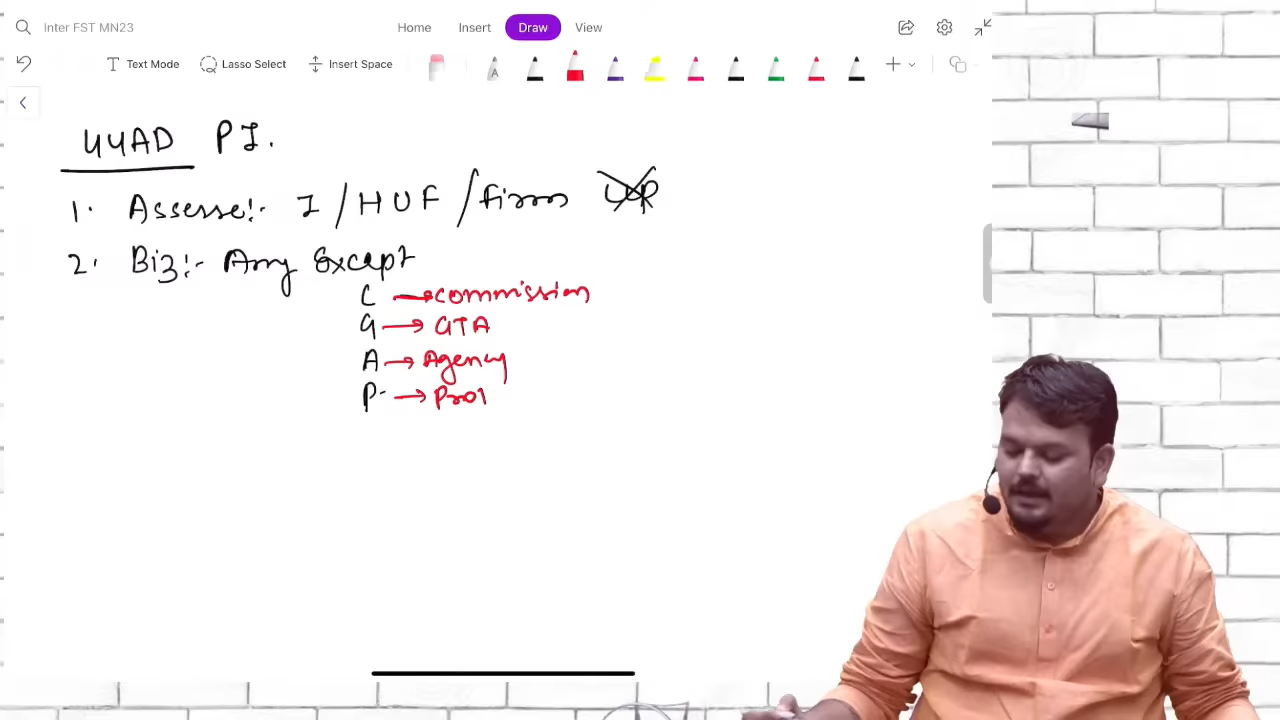 Inter FST MN23
Home Insert Draw View
Text Mode Lasso Select Insert Space
44AD PI.
1. Assesse:- I / HUF / firm
2. Biz:- Any Except
C → commission
G → GTA
A → Agency
P → Prof